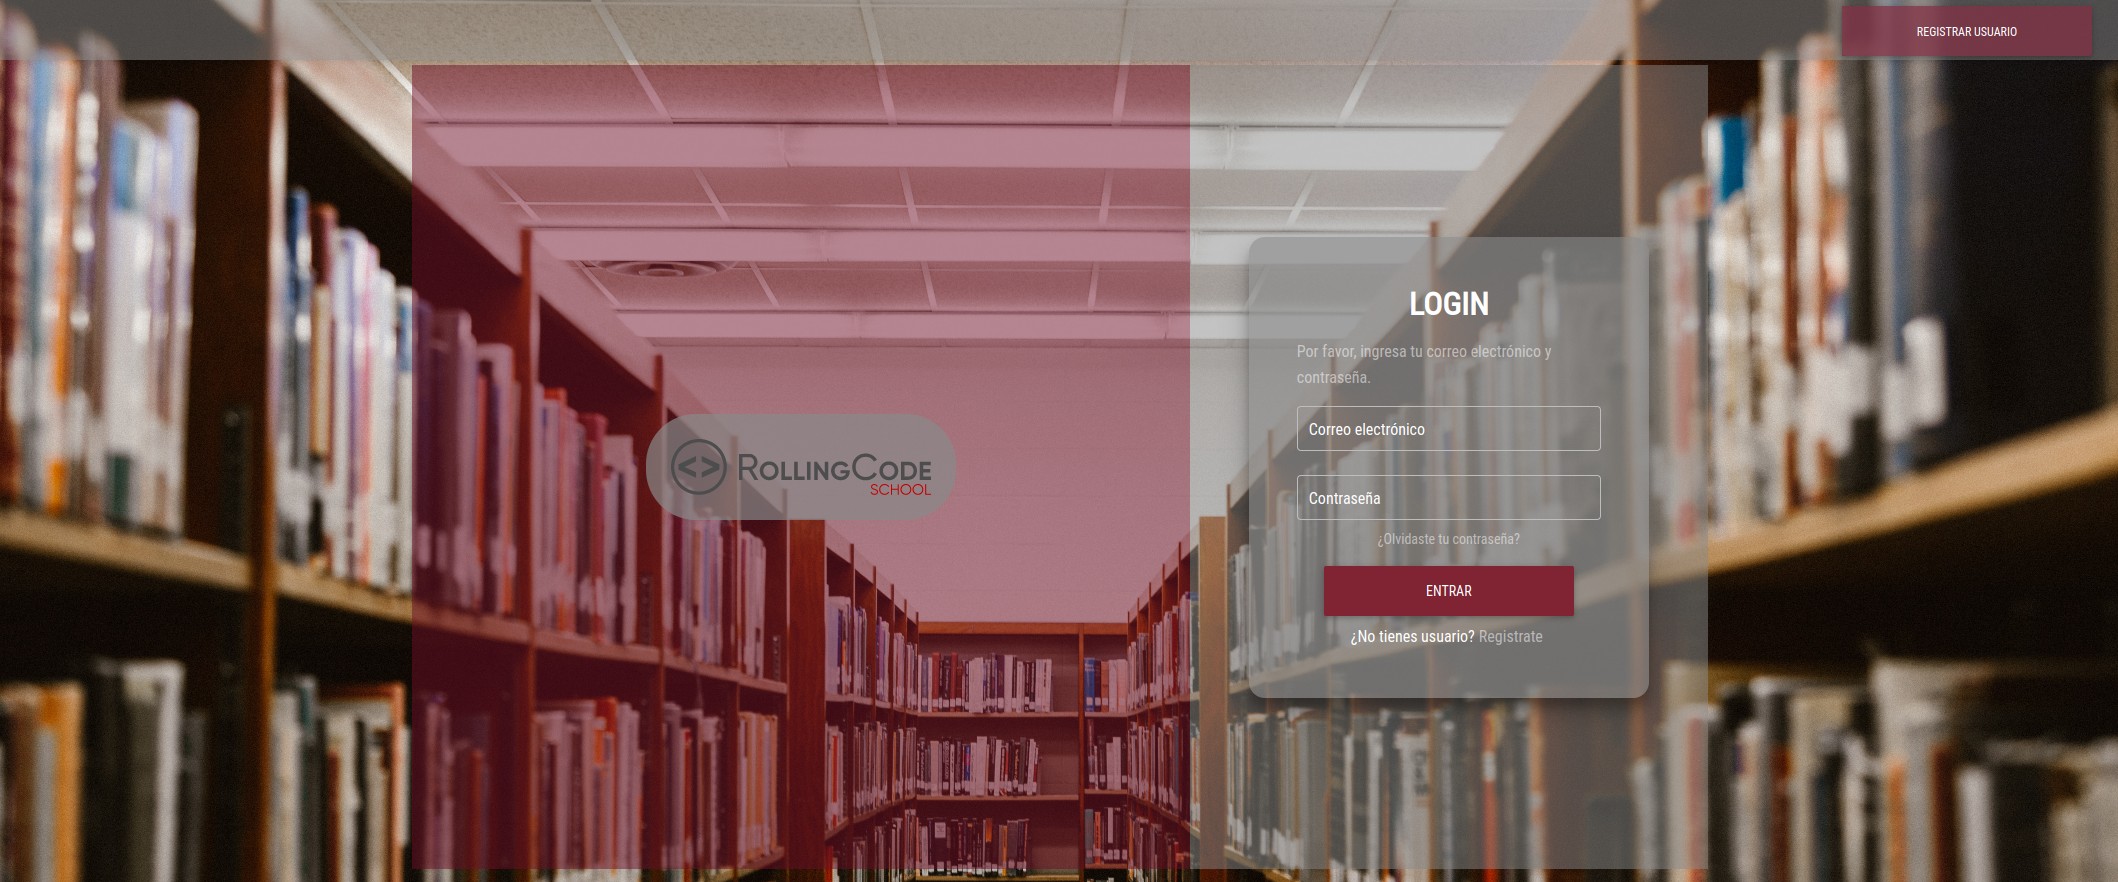 REGISTRAR USUARIO
<> ROLLINGCODE
SCHOOL
LOGIN
Por favor, ingresa tu correo electrónico y
contraseña.
Correo electrónico
Contraseña
¿Olvidaste tu contraseña?
ENTRAR
¿No tienes usuario? Registrate